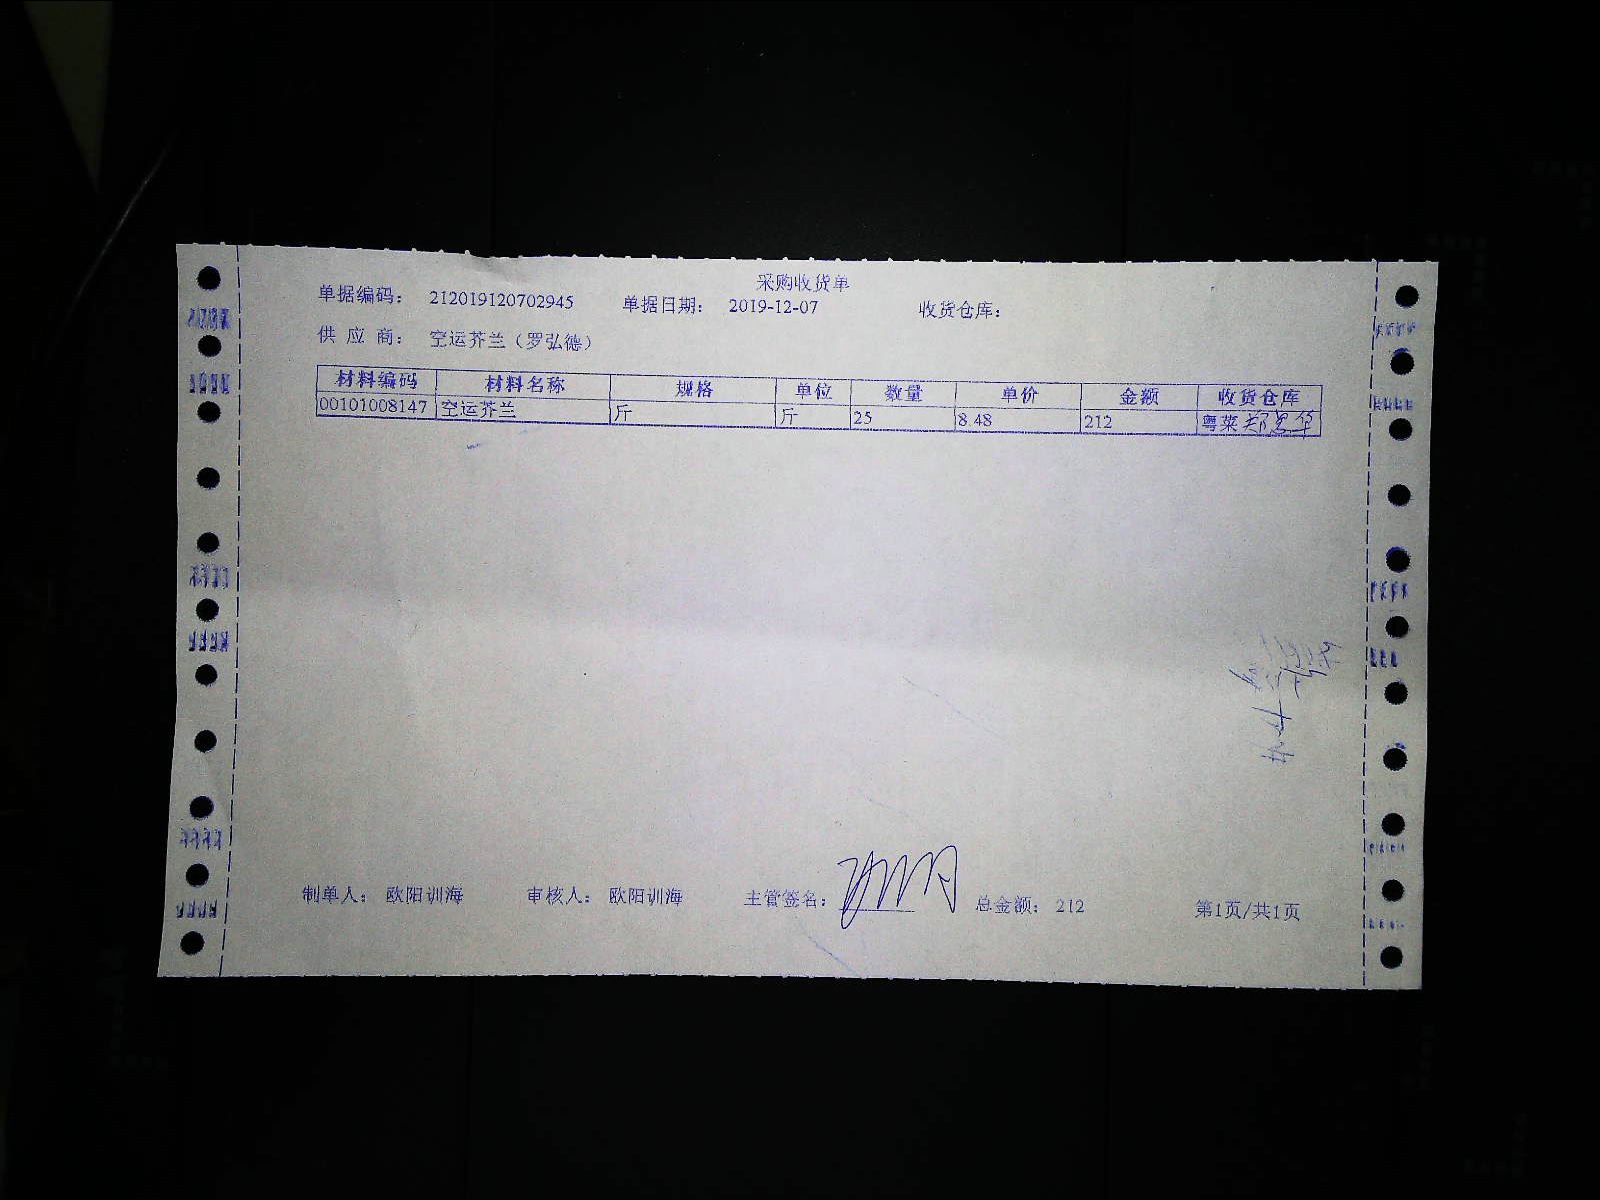 采购收货单
单据编码： 212019120702945 单据日期： 2019-12-07 收货仓库：
供 应 商： 空运芥兰（罗弘德）
材料编码 材料名称 规格 单位 数量 单价 金额 收货仓库
00101008147 空运芥兰 斤 斤 25 8.48 212 粤菜
制单人： 欧阳训海 审核人： 欧阳训海 主管签名： 总金额： 212 第1页/共1页